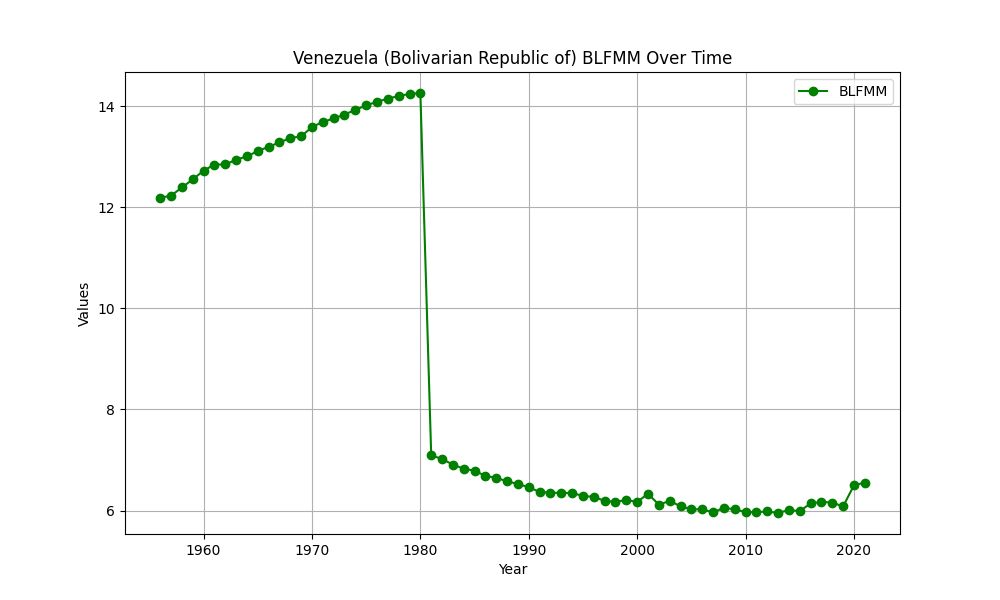 Venezuela (Bolivarian Republic of) BLFMM Over Time
BLFMM
14
12
10
8
6
Values
1960 1970 1980 1990 2000 2010 2020
Year